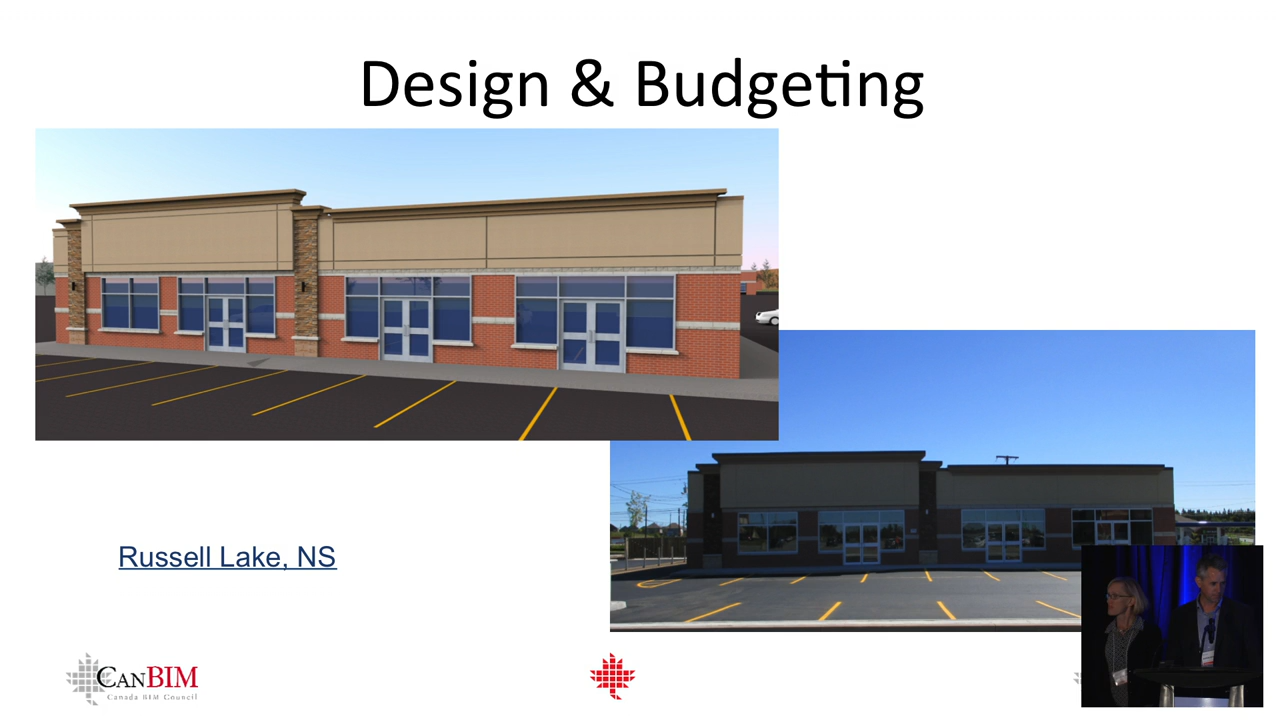 Design & Budgeting
Russell Lake, NS
CANBIM
Canada BIM Council